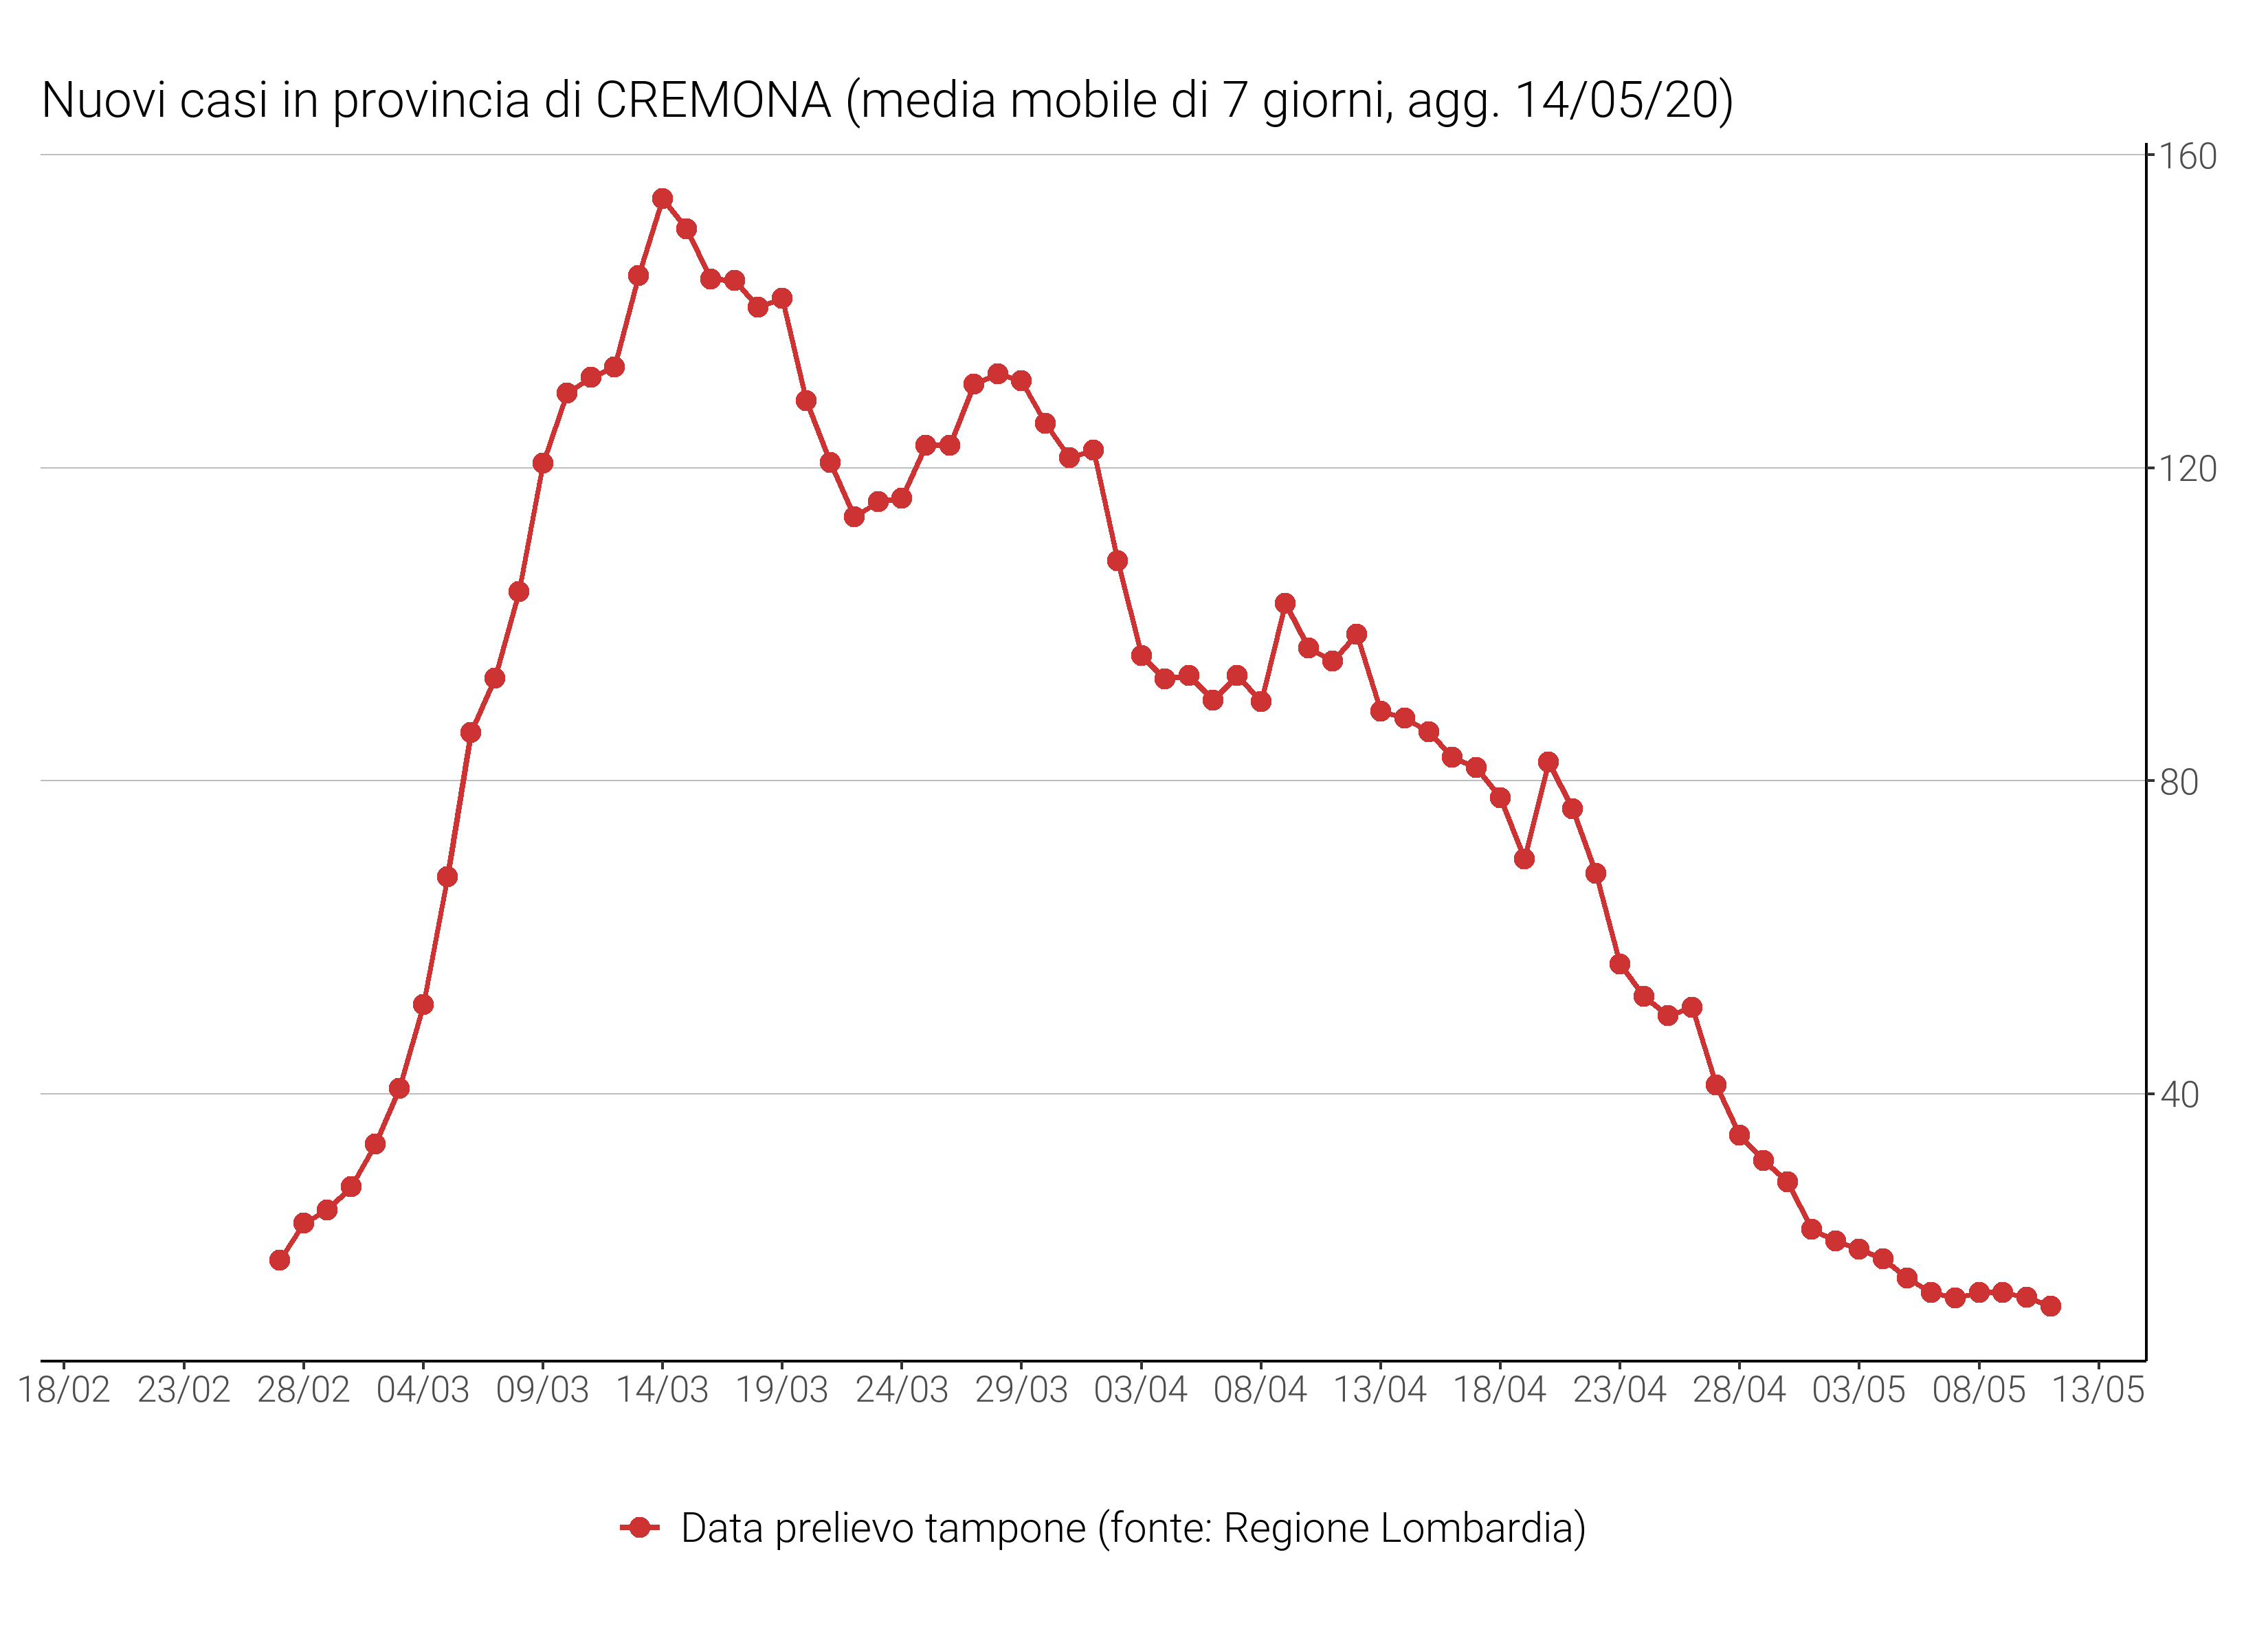 Nuovi casi in provincia di CREMONA (media mobile di 7 giorni, agg. 14/05/20)
160
120
80
40
18/02 23/02 28/02 04/03 09/03 14/03 19/03 24/03 29/03 03/04 08/04 13/04 18/04 23/04 28/04 03/05 08/05 13/05
Data prelievo tampone (fonte: Regione Lombardia)